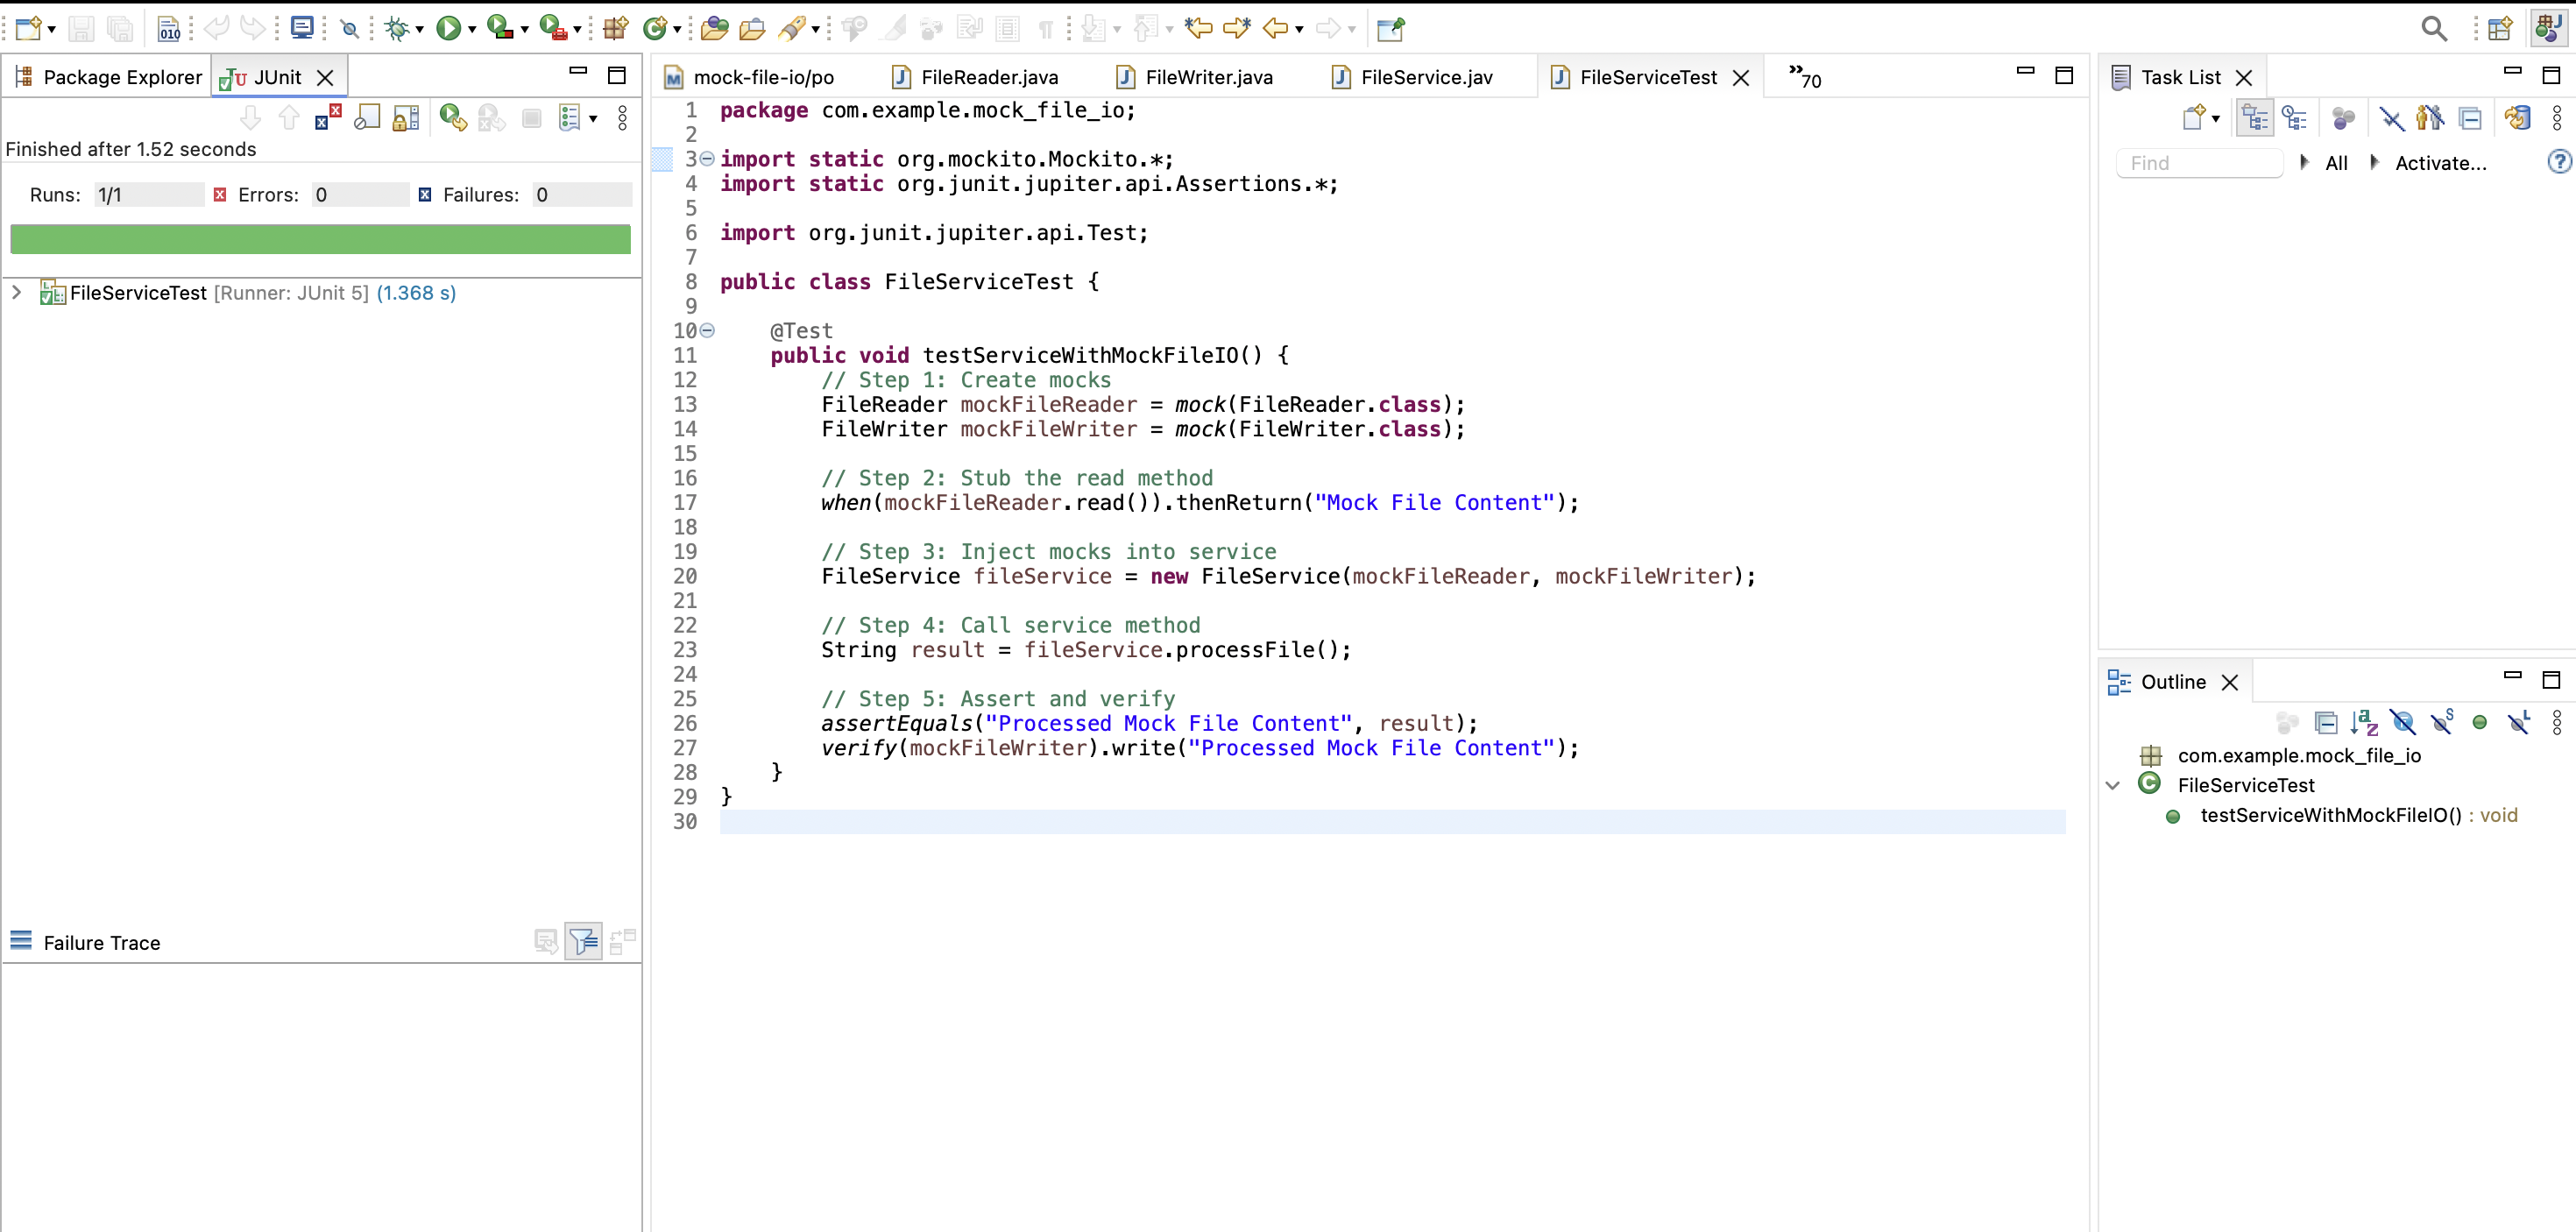 Package Explorer
JUnit
Finished after 1.52 seconds
Runs: 1/1 Errors: 0 Failures: 0
FileServiceTest [Runner: JUnit 5] (1.368 s)
Failure Trace
mock-file-io/po FileReader.java FileWriter.java FileService.jav FileServiceTest »70
1 package com.example.mock_file_io;
2
3 import static org.mockito.Mockito.*;
4 import static org.junit.jupiter.api.Assertions.*;
5
6 import org.junit.jupiter.api.Test;
7
8 public class FileServiceTest {
9
10     @Test
11     public void testServiceWithMockFileIO() {
12         // Step 1: Create mocks
13         FileReader mockFileReader = mock(FileReader.class);
14         FileWriter mockFileWriter = mock(FileWriter.class);
15
16         // Step 2: Stub the read method
17         when(mockFileReader.read()).thenReturn("Mock File Content");
18
19         // Step 3: Inject mocks into service
20         FileService fileService = new FileService(mockFileReader, mockFileWriter);
21
22         // Step 4: Call service method
23         String result = fileService.processFile();
24
25         // Step 5: Assert and verify
26         assertEquals("Processed Mock File Content", result);
27         verify(mockFileWriter).write("Processed Mock File Content");
28     }
29 }
30
Task List
Find All Activate...
Outline
com.example.mock_file_io
FileServiceTest
testServiceWithMockFileIO() : void